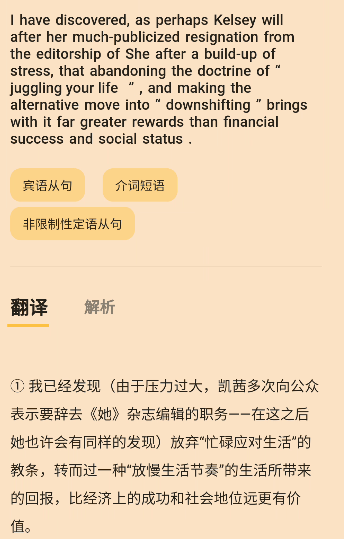 I have discovered, as perhaps Kelsey will
after her much-publicized resignation from
the editorship of She after a build-up of
stress, that abandoning the doctrine of “
juggling your life ” , and making the
alternative move into “ downshifting ” brings
with it far greater rewards than financial
success and social status .
宾语从句 介词短语
非限制性定语从句
翻译 解析
① 我已经发现（由于压力过大，凯茜多次向公众
表示要辞去《她》杂志编辑的职务——在这之后
她也许会有同样的发现）放弃“忙碌应对生活”的
教条，转而过一种“放慢生活节奏”的生活所带来
的回报，比经济上的成功和社会地位远更有价
值。